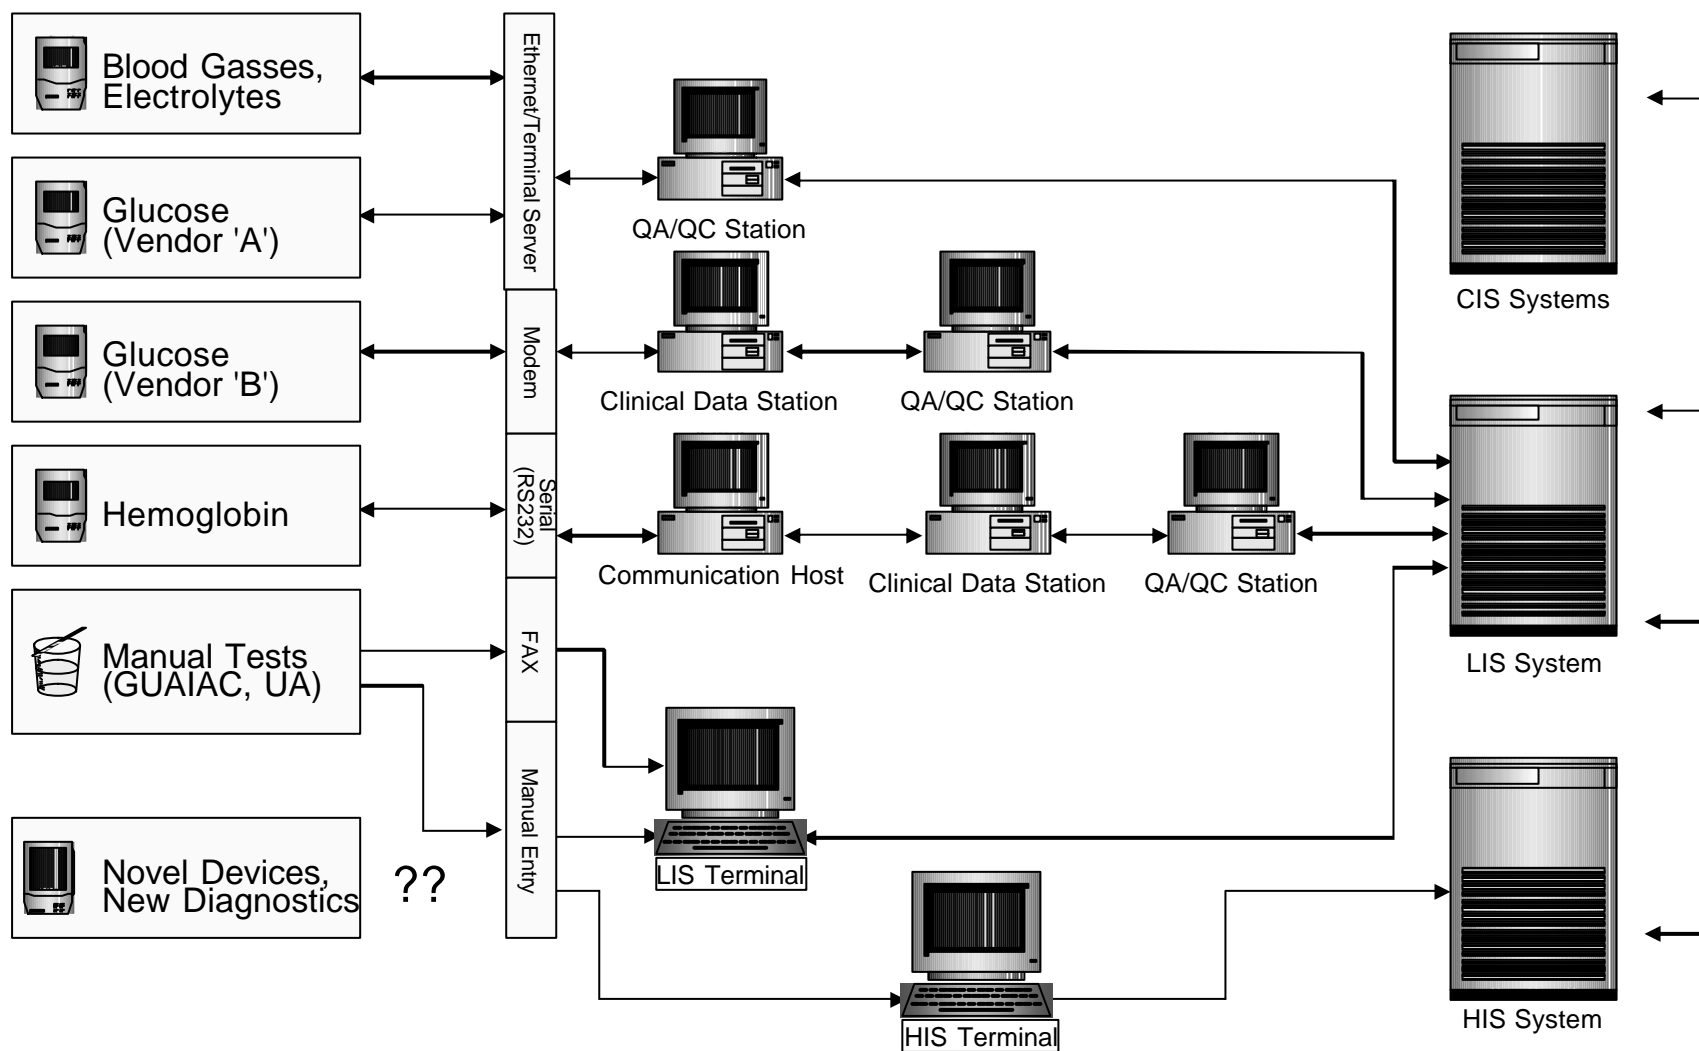 Blood Gasses,
Electrolytes
Glucose
(Vendor 'A')
Glucose
(Vendor 'B')
Hemoglobin
Manual Tests
(GUAIAC, UA)
Novel Devices,
New Diagnostics
??
Ethernet/Terminal Server
Modem
Serial
(RS232)
FAX
Manual Entry
QA/QC Station
Clinical Data Station
QA/QC Station
Communication Host
Clinical Data Station
QA/QC Station
LIS Terminal
HIS Terminal
CIS Systems
LIS System
HIS System